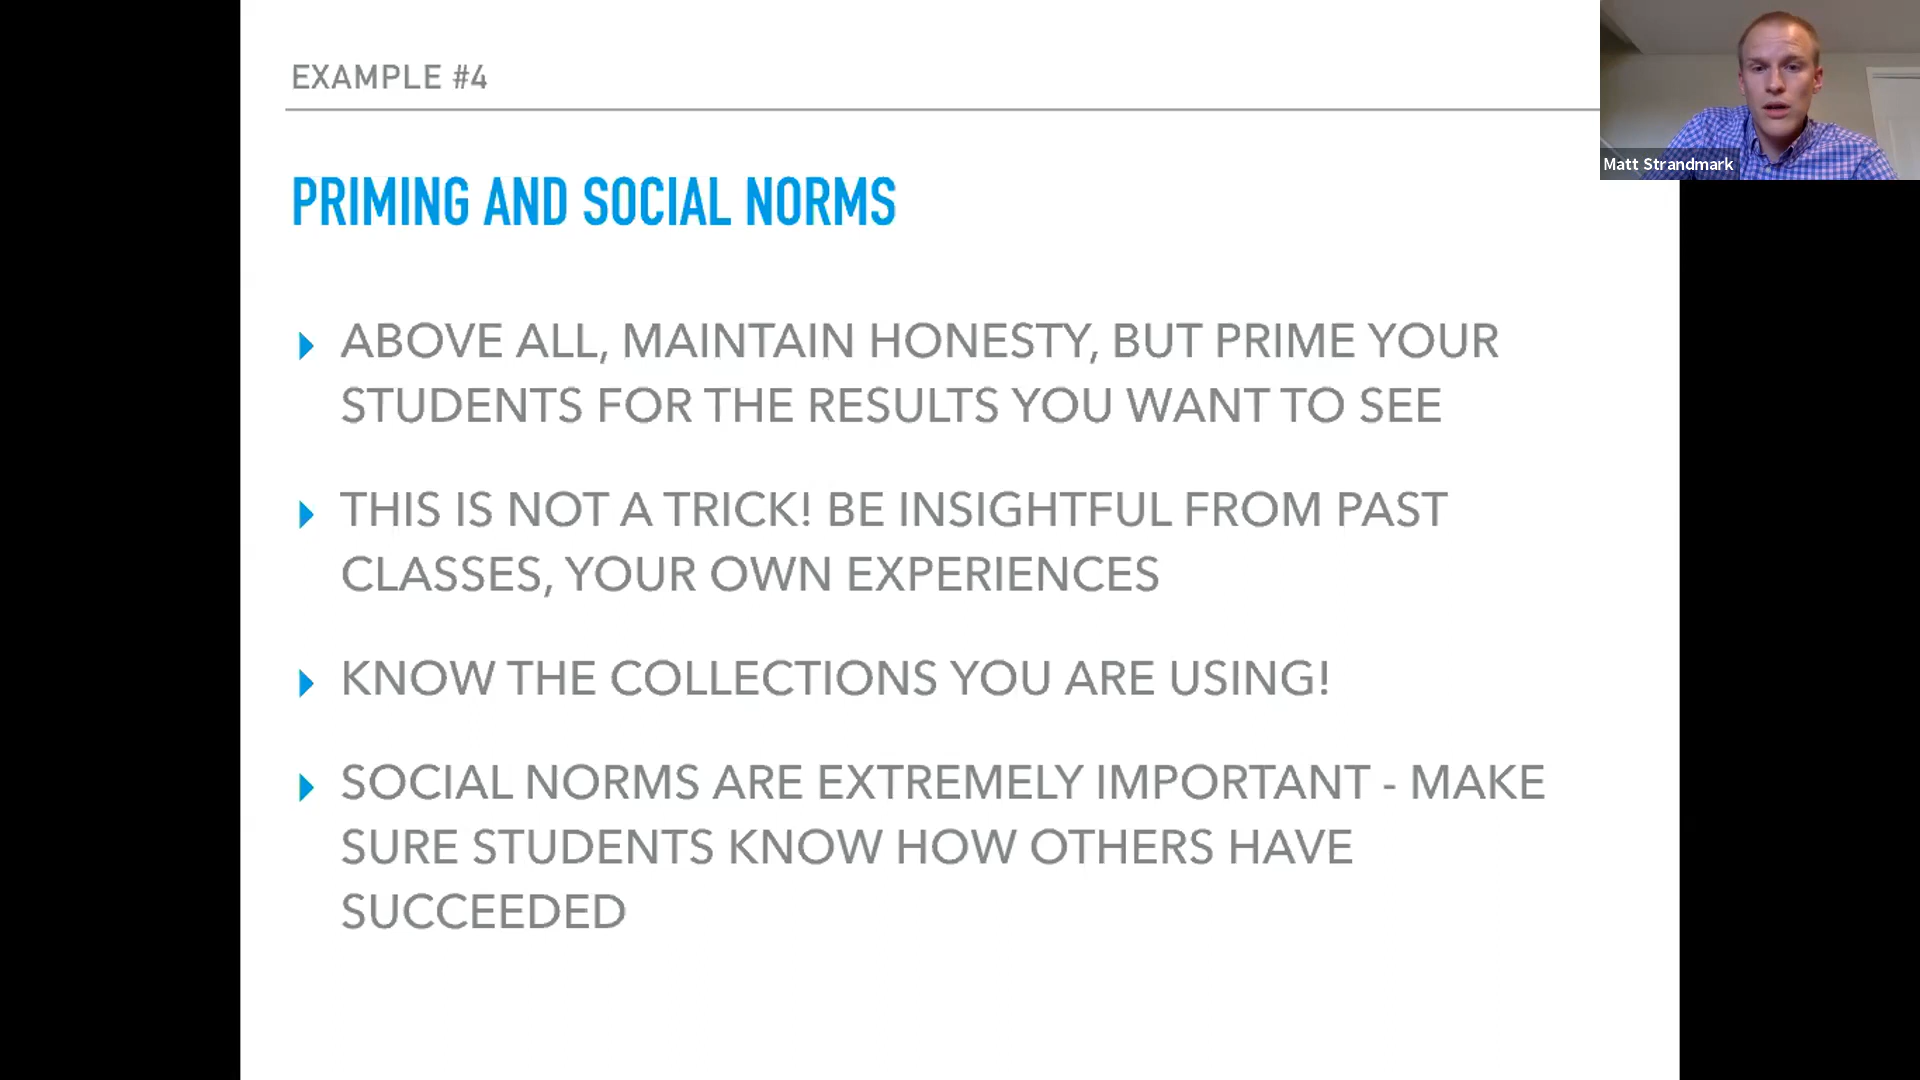 EXAMPLE #4
Matt Strandmark
PRIMING AND SOCIAL NORMS
ABOVE ALL, MAINTAIN HONESTY, BUT PRIME YOUR
STUDENTS FOR THE RESULTS YOU WANT TO SEE
THIS IS NOT A TRICK! BE INSIGHTFUL FROM PAST
CLASSES, YOUR OWN EXPERIENCES
KNOW THE COLLECTIONS YOU ARE USING!
SOCIAL NORMS ARE EXTREMELY IMPORTANT - MAKE
SURE STUDENTS KNOW HOW OTHERS HAVE
SUCCEEDED